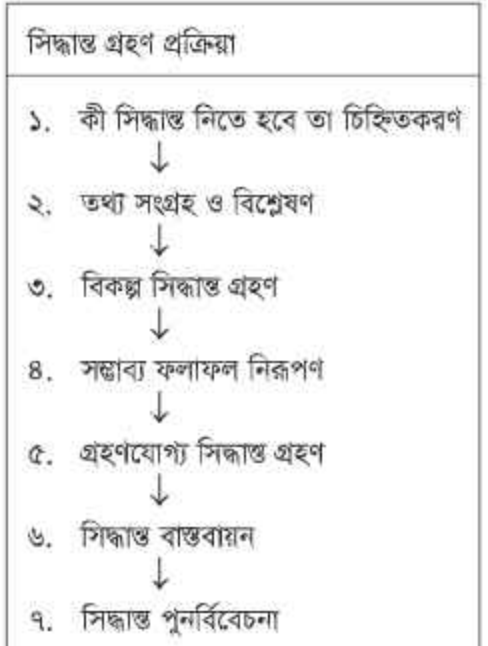 সিদ্ধান্ত গ্রহণ প্রক্রিয়া
১. কী সিদ্ধান্ত নিতে হবে তা চিহ্নিতকরণ
↓
২. তথ্য সংগ্রহ ও বিশ্লেষণ
↓
৩. বিকল্প সিদ্ধান্ত গ্রহণ
↓
৪. সম্ভাব্য ফলাফল নিরূপণ
↓
৫. গ্রহণযোগ্য সিদ্ধান্ত গ্রহণ
↓
৬. সিদ্ধান্ত বাস্তবায়ন
↓
৭. সিদ্ধান্ত পুনর্বিবেচনা